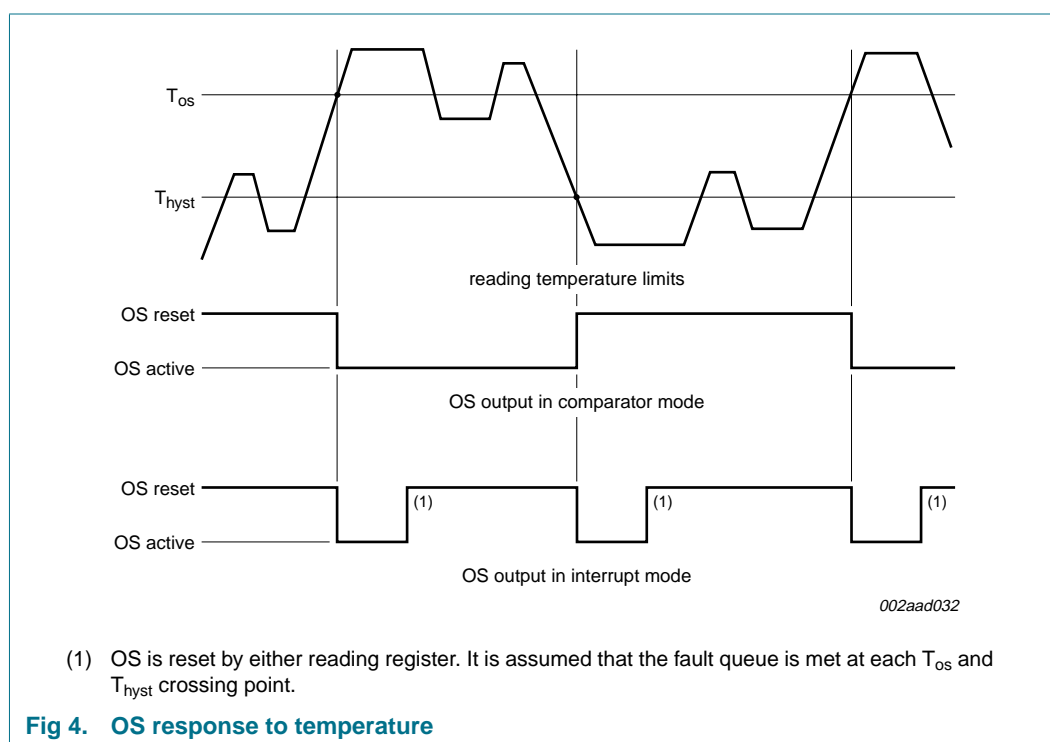 Tos
Thyst
reading temperature limits
OS reset
OS active
OS output in comparator mode
OS reset
(1) (1) (1)
OS active
OS output in interrupt mode
002aad032
(1) OS is reset by either reading register. It is assumed that the fault queue is met at each Tos and
Thyst crossing point.
Fig 4. OS response to temperature